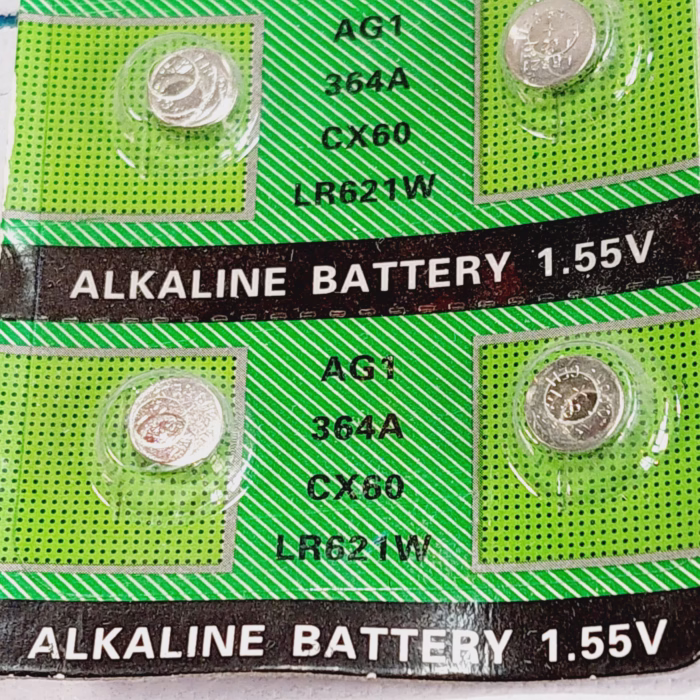 AG1
364A
CX60
LR621W
ALKALINE BATTERY 1.55V
AG1
364A
CX60
LR621W
ALKALINE BATTERY 1.55V